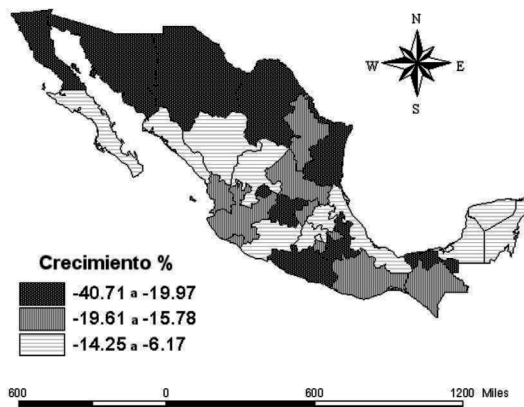 N
W E
S
Crecimiento %
-40.71 a -19.97
-19.61 a -15.78
-14.25 a -6.17
600 0 600 1200 Miles